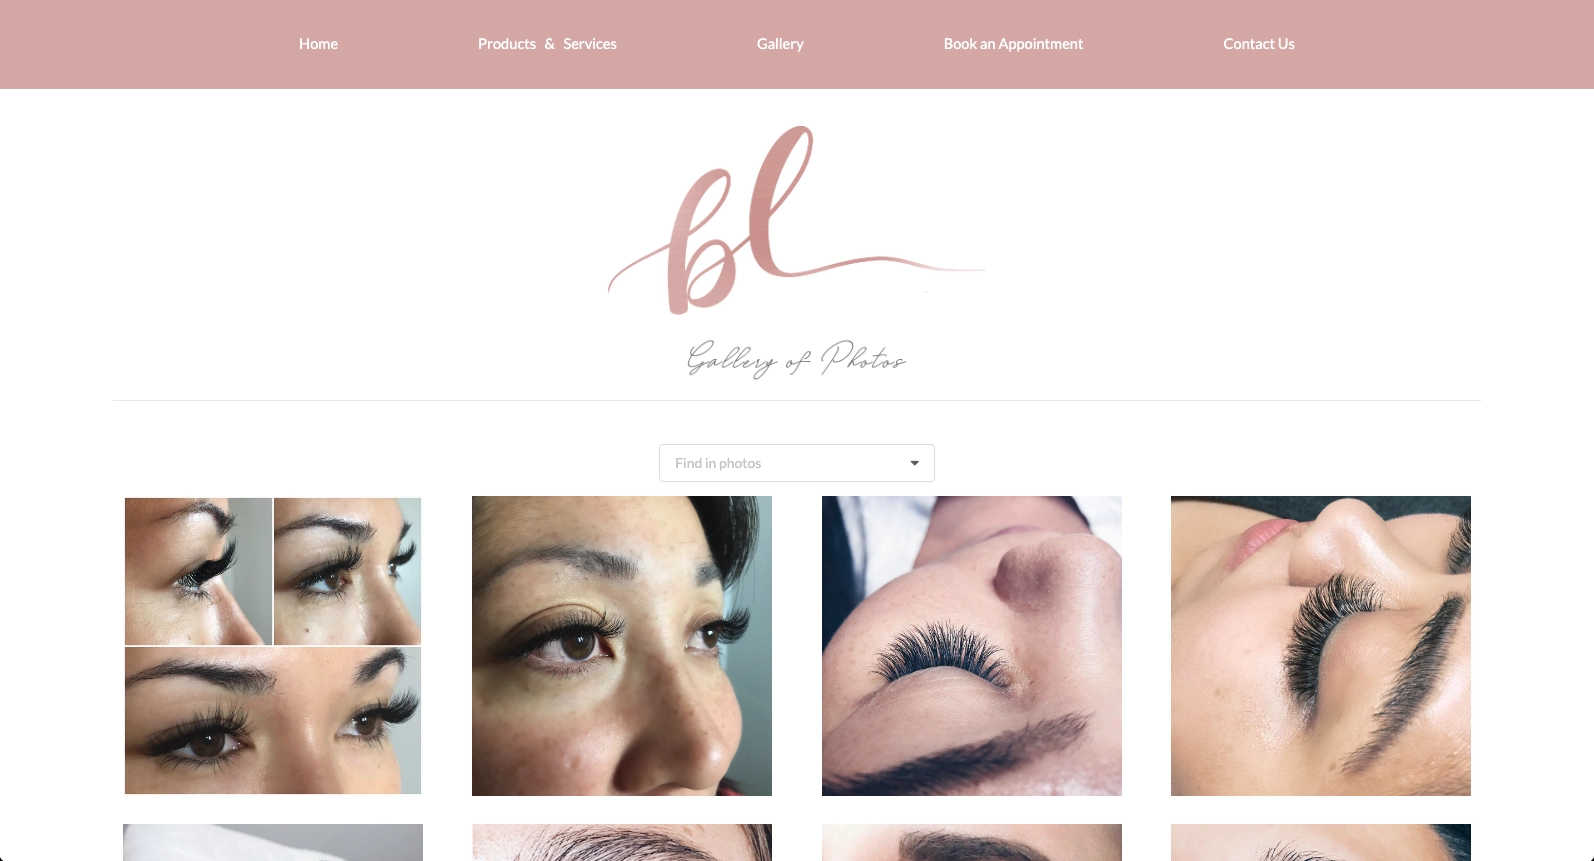 Home
Products & Services
Gallery
Book an Appointment
Contact Us
bl
Gallery of Photos
Find in photos